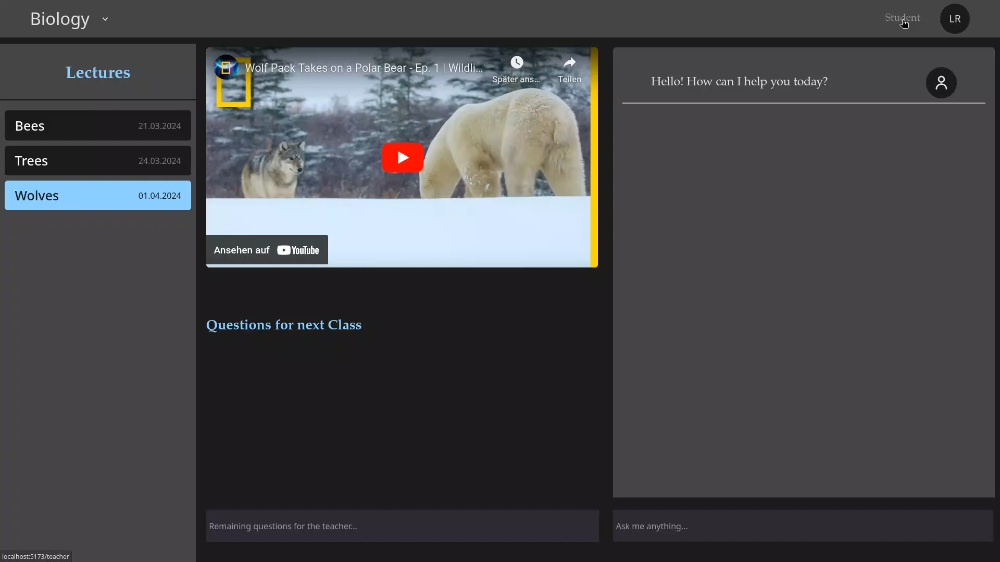 Biology
Student
LR
Lectures
Bees 21.03.2024
Trees 24.03.2024
Wolves 01.04.2024
Wolf Pack Takes on a Polar Bear - Ep. 1 | Wildli...
Später ans...
Teilen
Ansehen auf YouTube
Questions for next Class
Remaining questions for the teacher...
Hello! How can I help you today?
Ask me anything...
localhost:5173/teacher